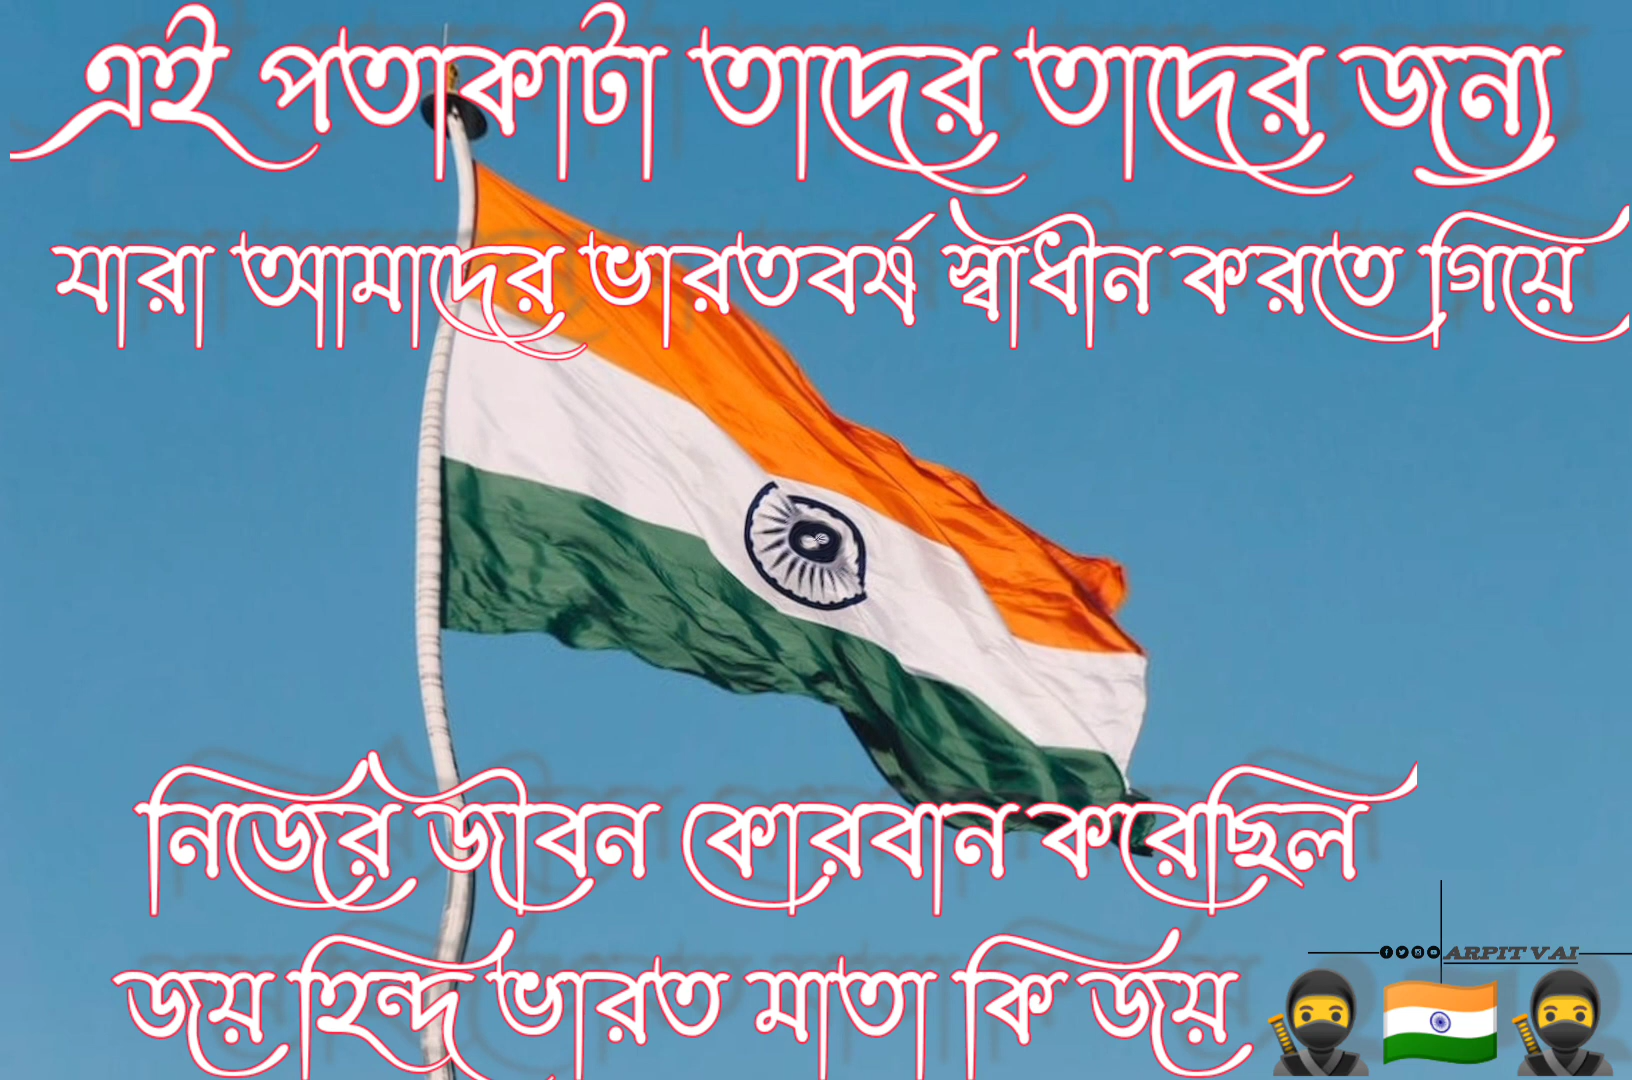 এই পতাকাটা তাদের তাদের জন্য
যারা আমাদের ভারতবর্ষ স্বাধীন করতে গিয়ে
নিজের জীবন কোরবান করেছিল
জয় হিন্দ ভারত মাতা কি জয়
ARPIT VAI